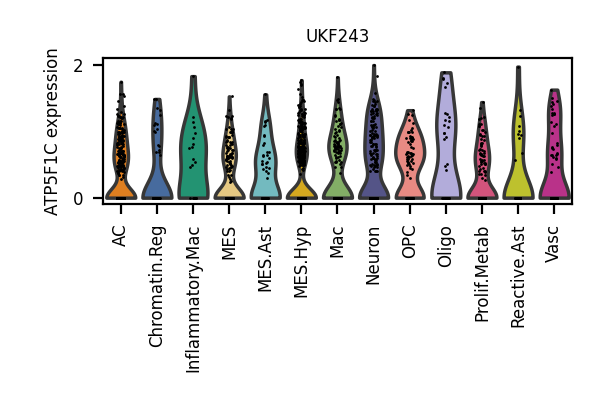 UKF243
ATP5F1C expression
2
0
AC
Chromatin.Reg
Inflammatory.Mac
MES
MES.Ast
MES.Hyp
Mac
Neuron
OPC
Oligo
Prolif.Metab
Reactive.Ast
Vasc